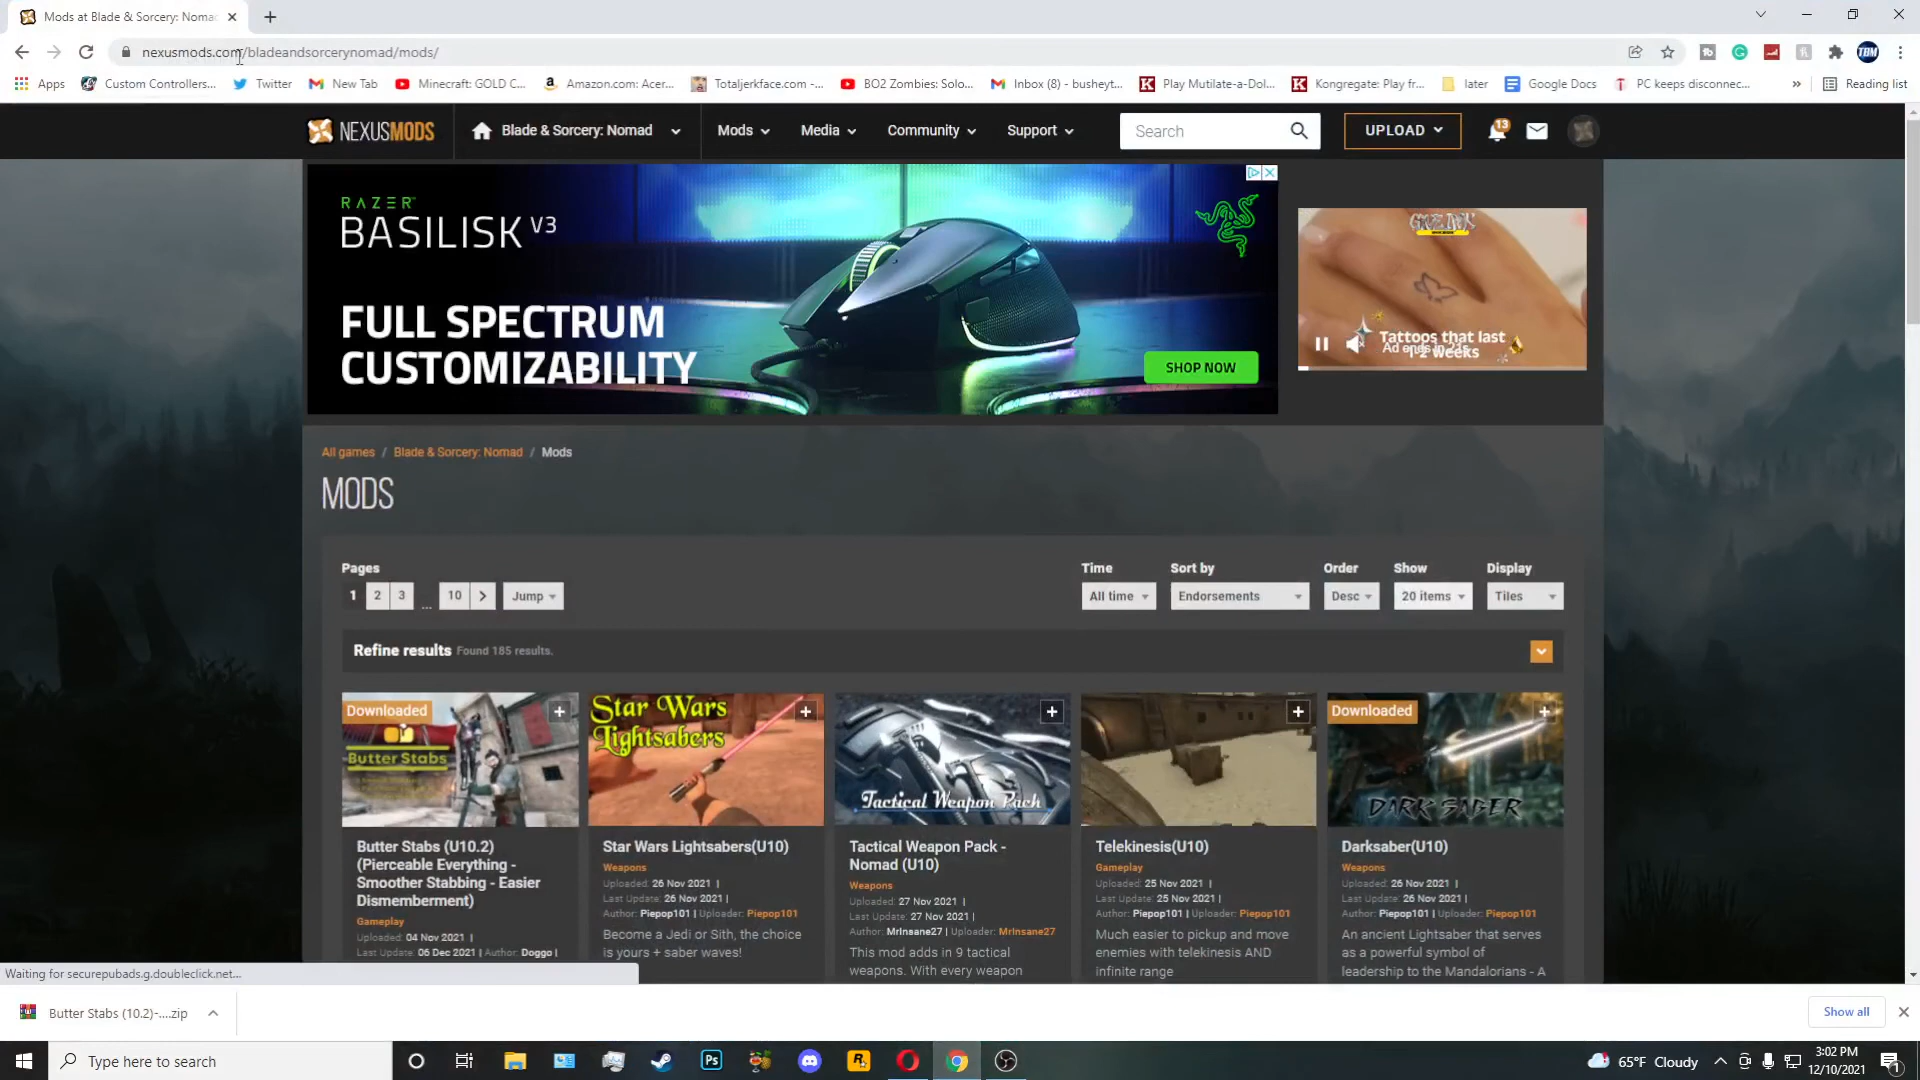 Mods at Blade & Sorcery: Noma
nexusmods.com/bladeandsorcerynomad/mods/
Apps
Custom Controllers...
Twitter
New Tab
Minecraft: GOLD C...
Amazon.com: Acer...
Totaljerkface.com -...
BO2 Zombies: Solo...
Inbox (8) - busheyt...
Play Mutilate-a-Dol...
Kongregate: Play fr...
later
Google Docs
PC keeps disconnec...
»
Reading list
NEXUSMODS
Blade & Sorcery: Nomad
Mods
Media
Community
Support
Search
UPLOAD
13
TBM
RAZER
BASILISK V3
FULL SPECTRUM
CUSTOMIZABILITY
SHOP NOW
Tattoos that last
1-2 weeks
All games / Blade & Sorcery: Nomad / Mods
MODS
Pages
Time
Sort by
Order
Show
Display
1 2 3 ... 10 > Jump
All time
Endorsements
Desc
20 items
Tiles
Refine results Found 185 results.
Downloaded
Butter Stabs
Star Wars
Lightsabers
Tactical Weapon Pack
Downloaded
DARK SABER
Butter Stabs (U10.2)
(Pierceable Everything -
Smoother Stabbing - Easier
Dismemberment)
Gameplay
Uploaded: 04 Nov 2021 |
Last Update: 06 Dec 2021 | Author: Doggo |
Star Wars Lightsabers(U10)
Weapons
Uploaded: 26 Nov 2021 |
Last Update: 26 Nov 2021 |
Author: Piepop101 | Uploader: Piepop101
Become a Jedi or Sith, the choice
is yours + saber waves!
Tactical Weapon Pack -
Nomad (U10)
Weapons
Uploaded: 27 Nov 2021 |
Last Update: 27 Nov 2021 |
Author: MrInsane27 | Uploader: MrInsane27
This mod adds in 9 tactical
weapons. With every weapon
Telekinesis(U10)
Gameplay
Uploaded: 25 Nov 2021 |
Last Update: 25 Nov 2021 |
Author: Piepop101 | Uploader: Piepop101
Much easier to pickup and move
enemies with telekinesis AND
infinite range
Darksaber(U10)
Weapons
Uploaded: 26 Nov 2021 |
Last Update: 26 Nov 2021 |
Author: Piepop101 | Uploader: Piepop101
An ancient Lightsaber that serves
as a powerful symbol of
leadership to the Mandalorians - A
Waiting for securepubads.g.doubleclick.net...
Butter Stabs (10.2)-....zip
Show all
Type here to search
Ps
65°F Cloudy
3:02 PM
12/10/2021
1